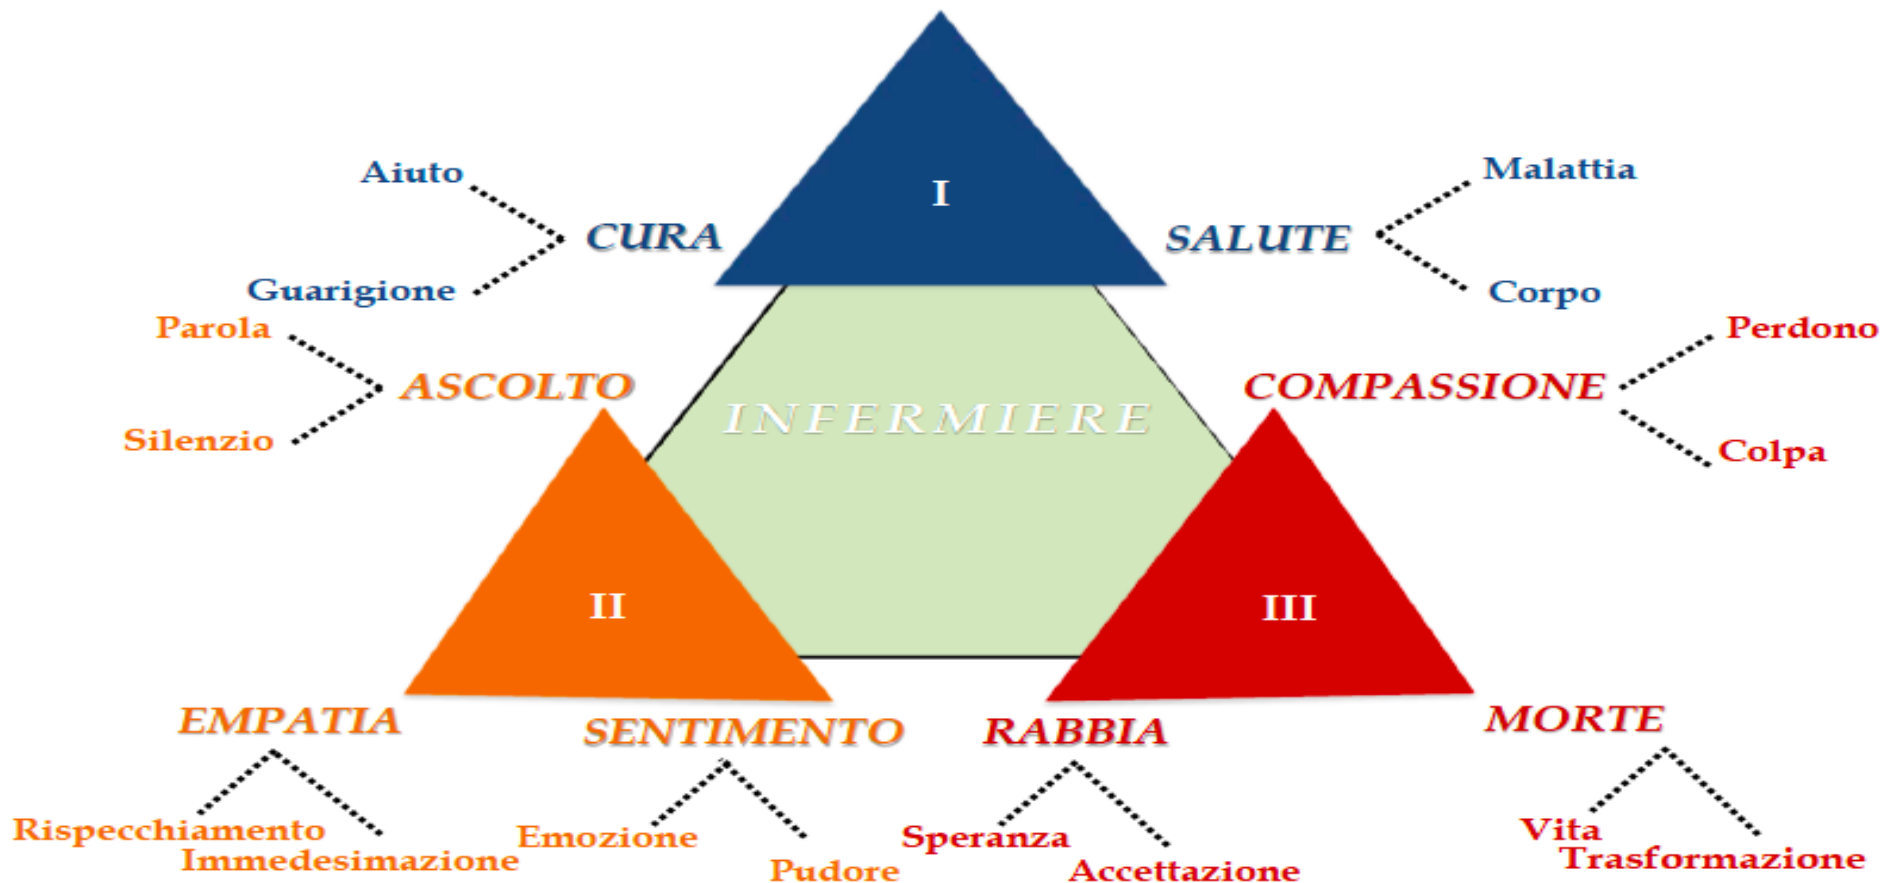 I
Aiuto
CURA
Guarigione
SALUTE
Malattia
Corpo
Parola
ASCOLTO
Silenzio
INFERMIERE
COMPASSIONE
Perdono
Colpa
II
III
EMPATIA
Rispecchiamento
Immedesimazione
SENTIMENTO
Emozione
Pudore
RABBIA
Speranza
Accettazione
MORTE
Vita
Trasformazione